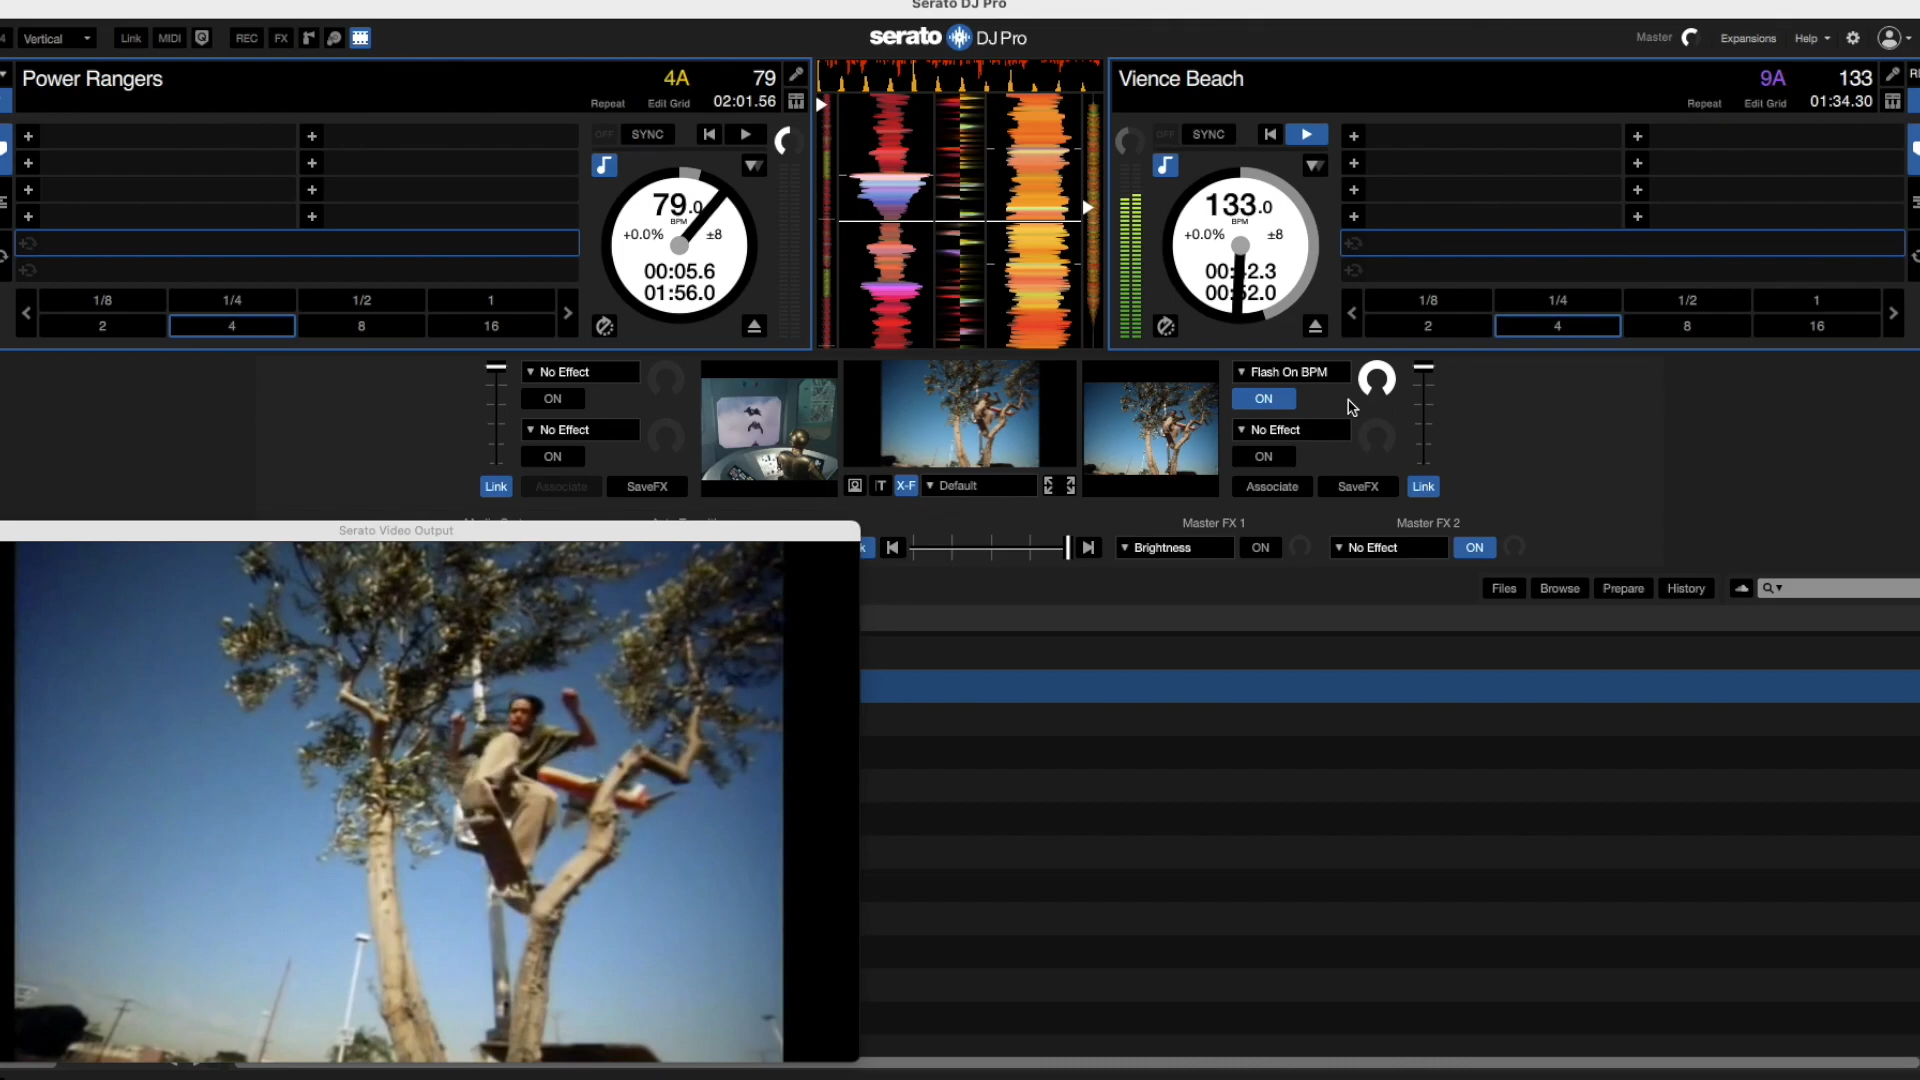 Serato DJ Pro
4 Vertical Link MIDI REC FX serato DJ Pro Master Expansions Help
Power Rangers 4A 79
Repeat Edit Grid 02:01.56
OFF SYNC
79.0
BPM
+0.0% ±8
00:05.6
01:56.0
1/8 1/4 1/2 1
2 4 8 16
Vience Beach 9A 133
Repeat Edit Grid 01:34.30
OFF SYNC
133.0
BPM
+0.0% ±8
1/8 1/4 1/2 1
2 4 8 16
No Effect
ON
No Effect
ON
Link Associate SaveFX
T X-F Default
Flash On BPM
ON
No Effect
ON
Associate SaveFX Link
Master FX 1 Master FX 2
Brightness ON No Effect ON
Serato Video Output
Files Browse Prepare History